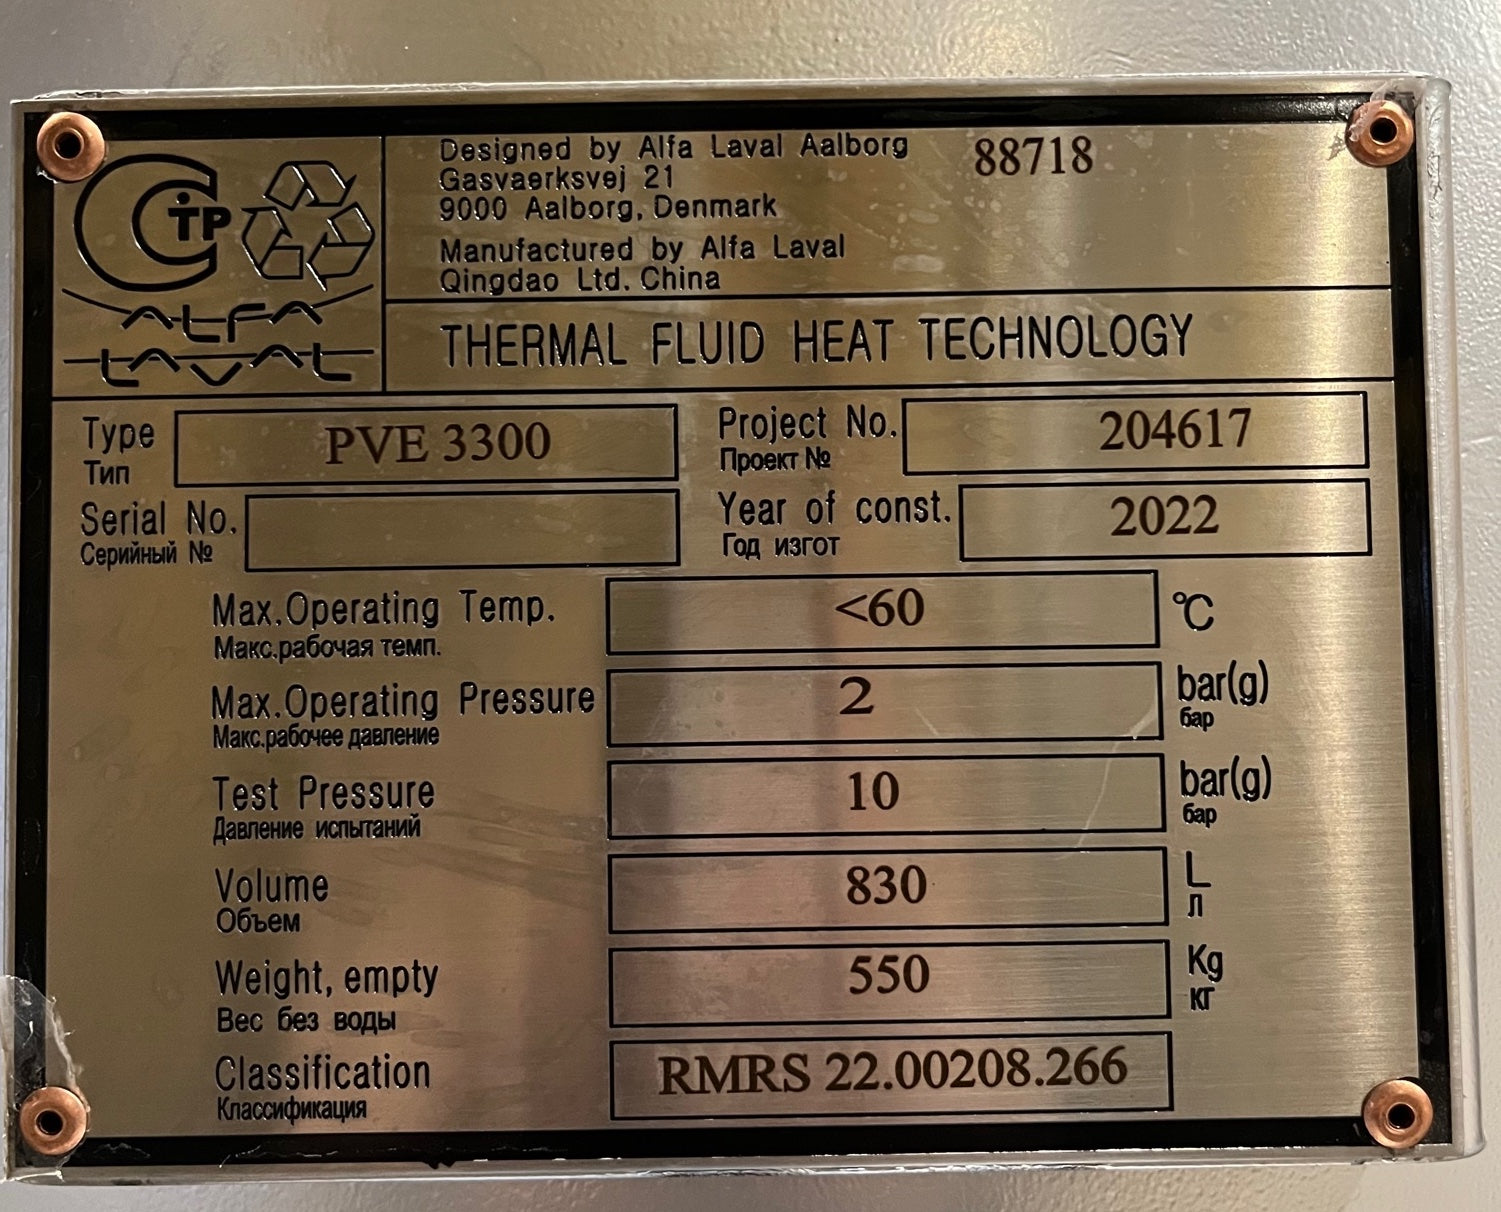 Designed by Alfa Laval Aalborg 88718
Gasvaerksvej 21
9000 Aalborg, Denmark
Manufactured by Alfa Laval
Qingdao Ltd. China
CTP
ALFA
LAVAL
THERMAL FLUID HEAT TECHNOLOGY
Type PVE 3300
Тип
Project No. 204617
Проект №
Serial No.
Серийный №
Year of const. 2022
Год изгот
Max.Operating Temp. <60 °C
Макс.рабочая темп.
Max.Operating Pressure 2 bar(g)
Макс.рабочее давление бар
Test Pressure 10 bar(g)
Давление испытаний бар
Volume 830 L
Объем л
Weight, empty 550 Kg
Вес без воды кг
Classification RMRS 22.00208.266
Классификация